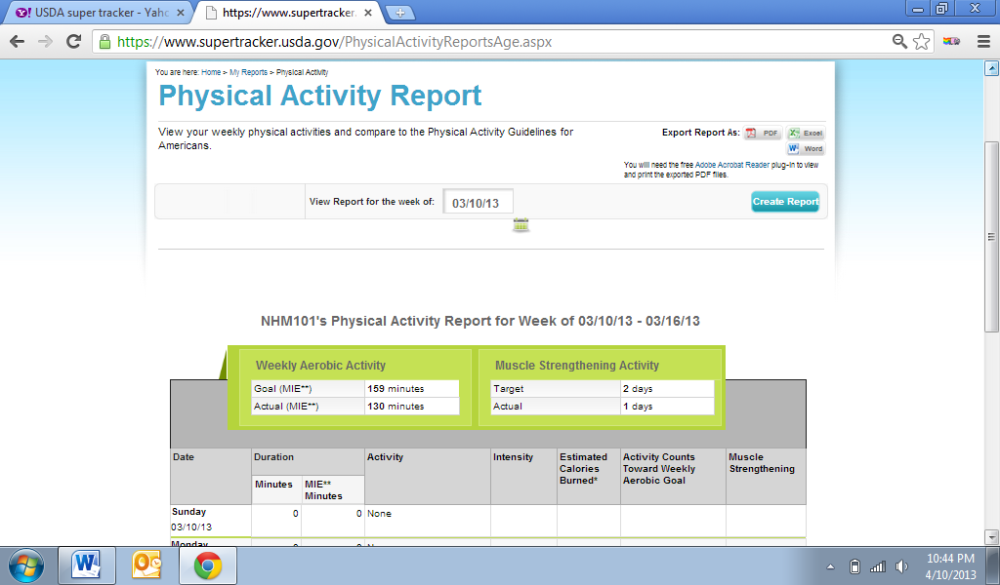 USDA super tracker - Yaho
https://www.supertracker.
https://www.supertracker.usda.gov/PhysicalActivityReportsAge.aspx
You are here: Home > My Reports > Physical Activity
Physical Activity Report
View your weekly physical activities and compare to the Physical Activity Guidelines for
Americans.
Export Report As: PDF Excel
Word
You will need the free Adobe Acrobat Reader plug-in to view
and print the exported PDF files.
View Report for the week of: 03/10/13 Create Report
NHM101's Physical Activity Report for Week of 03/10/13 - 03/16/13
Weekly Aerobic Activity
Goal (MIE**) 159 minutes
Actual (MIE**) 130 minutes
Muscle Strengthening Activity
Target 2 days
Actual 1 days
Date Duration Activity Intensity Estimated Calories Burned* Activity Counts Toward Weekly Aerobic Goal Muscle Strengthening
Minutes MIE** Minutes
Sunday 0 0 None
03/10/13
Monday
10:44 PM
4/10/2013